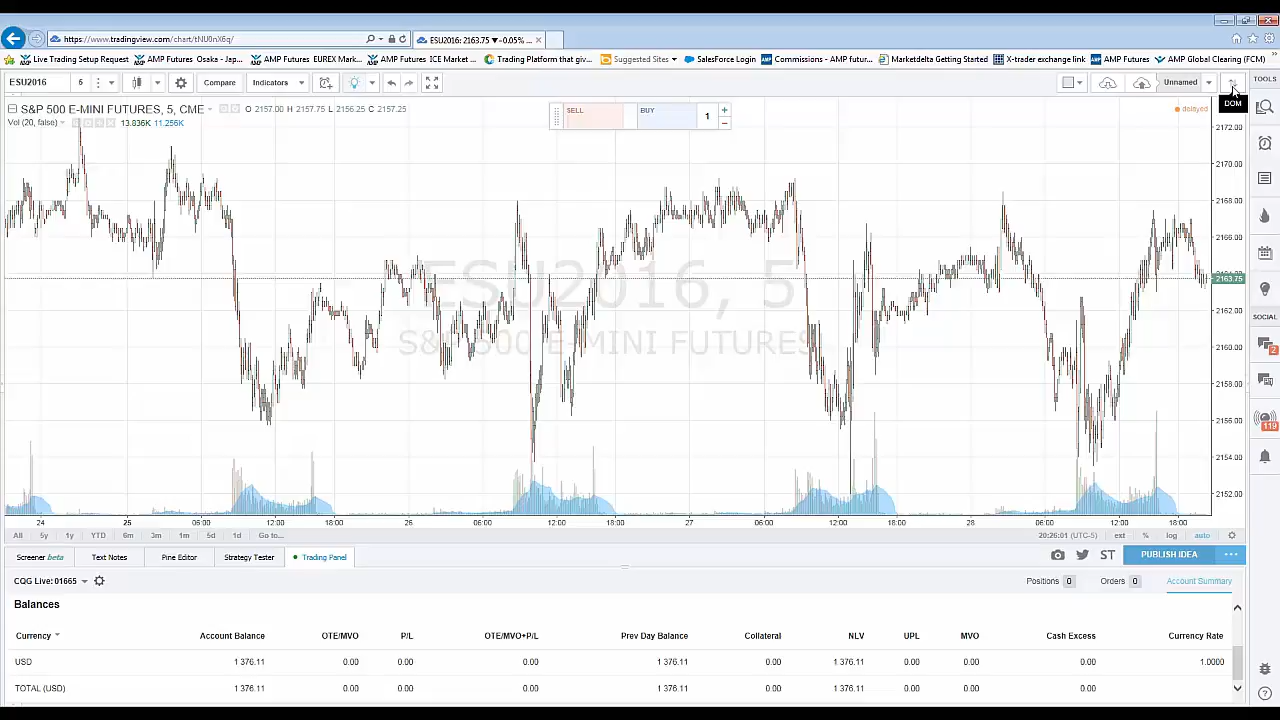 https://www.tradingview.com/chart/tNU0nX6q/
ESU2016: 2163.75 ▼−0.05% ...
Live Trading Setup Request
AMP Futures Osaka - Jap...
AMP Futures EUREX Mark...
AMP Futures ICE Market ...
Trading Platform that giv...
Suggested Sites
SalesForce Login
Commissions - AMP futur...
Marketdelta Getting Started
X-trader exchange link
AMP Futures
AMP Global Clearing (FCM)
ESU2016 5 Compare Indicators Unnamed
TOOLS
S&P 500 E-MINI FUTURES, 5, CME O 2157.00 H 2157.75 L 2156.25 C 2157.25
Vol (20, false) 13.836K 11.256K
SELL BUY 1
DOM
delayed
2172.00
2170.00
2168.00
2166.00
2163.75
2162.00
2160.00
2158.00
2156.00
2154.00
2152.00
ESU2016, 5
S&P 500 E-MINI FUTURES
SOCIAL
2
119
24 25 06:00 12:00 18:00 26 06:00 12:00 18:00 27 06:00 12:00 18:00 28 06:00 12:00 18:00
All 5y 1y YTD 6m 3m 1m 5d 1d Go to... 20:26:01 (UTC-5) ext % log auto
Screener beta Text Notes Pine Editor Strategy Tester Trading Panel ST PUBLISH IDEA
CQG Live: 01665 Positions 0 Orders 0 Account Summary
Balances
Currency Account Balance OTE/MVO P/L OTE/MVO+P/L Prev Day Balance Collateral NLV UPL MVO Cash Excess Currency Rate
USD 1 376.11 0.00 0.00 0.00 1 376.11 0.00 1 376.11 0.00 0.00 0.00 1.0000
TOTAL (USD) 1 376.11 0.00 0.00 0.00 1 376.11 0.00 1 376.11 0.00 0.00 0.00